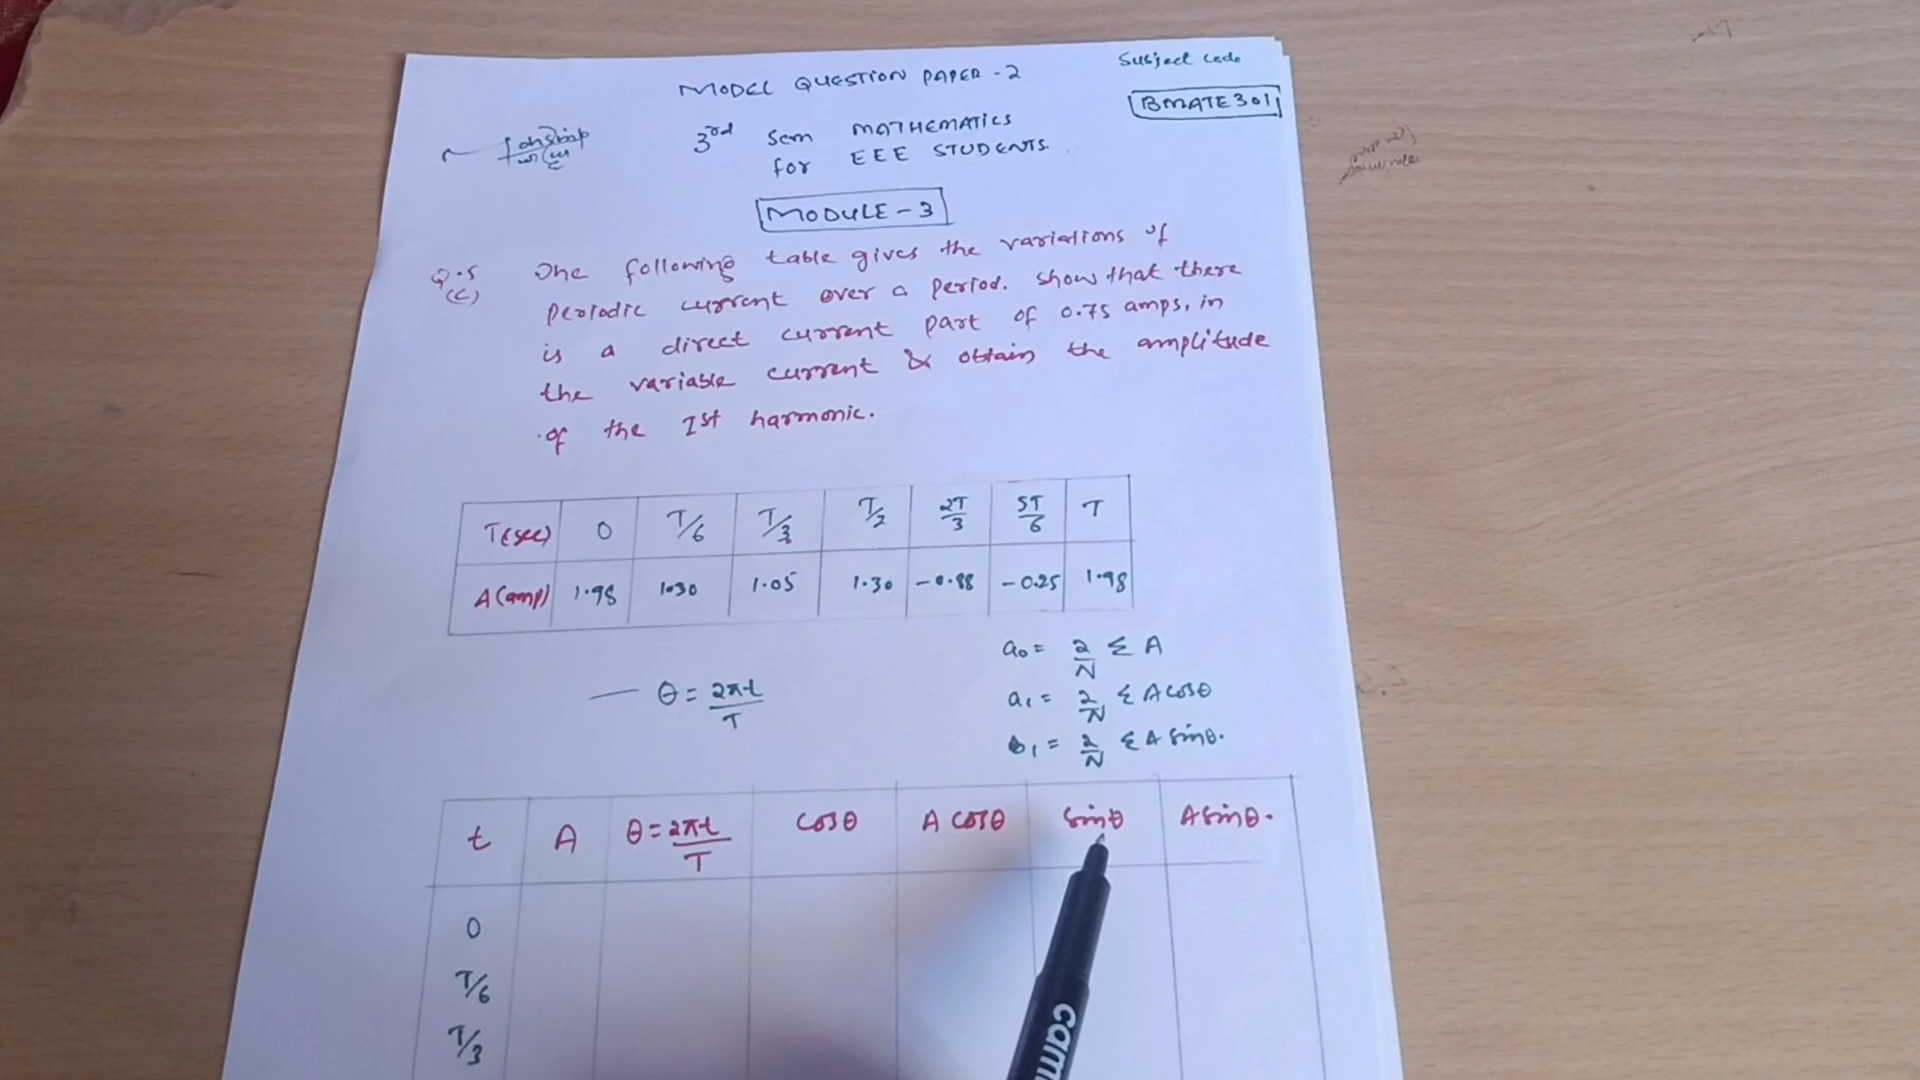 MODEL QUESTION PAPER - 2
Subject code
BMATE301
3rd Sem MATHEMATICS
for EEE STUDENTS
MODULE - 3
Q.5 The following table gives the variations of
(c) periodic current over a period. show that there
is a direct current part of 0.75 amps, in
the variable current & obtain the amplitude
of the 1st harmonic.
T(sec) 0 T/6 T/3 T/2 2T/3 5T/6 T
A(amp) 1.98 1.30 1.05 1.30 -0.88 -0.25 1.98
a0 = 2/N Σ A
θ = 2πt/T
a1 = 2/N Σ A cosθ
b1 = 2/N Σ A sinθ.
t A θ = 2πt/T cosθ A cosθ sinθ A sinθ.
0
T/6
T/3
cam